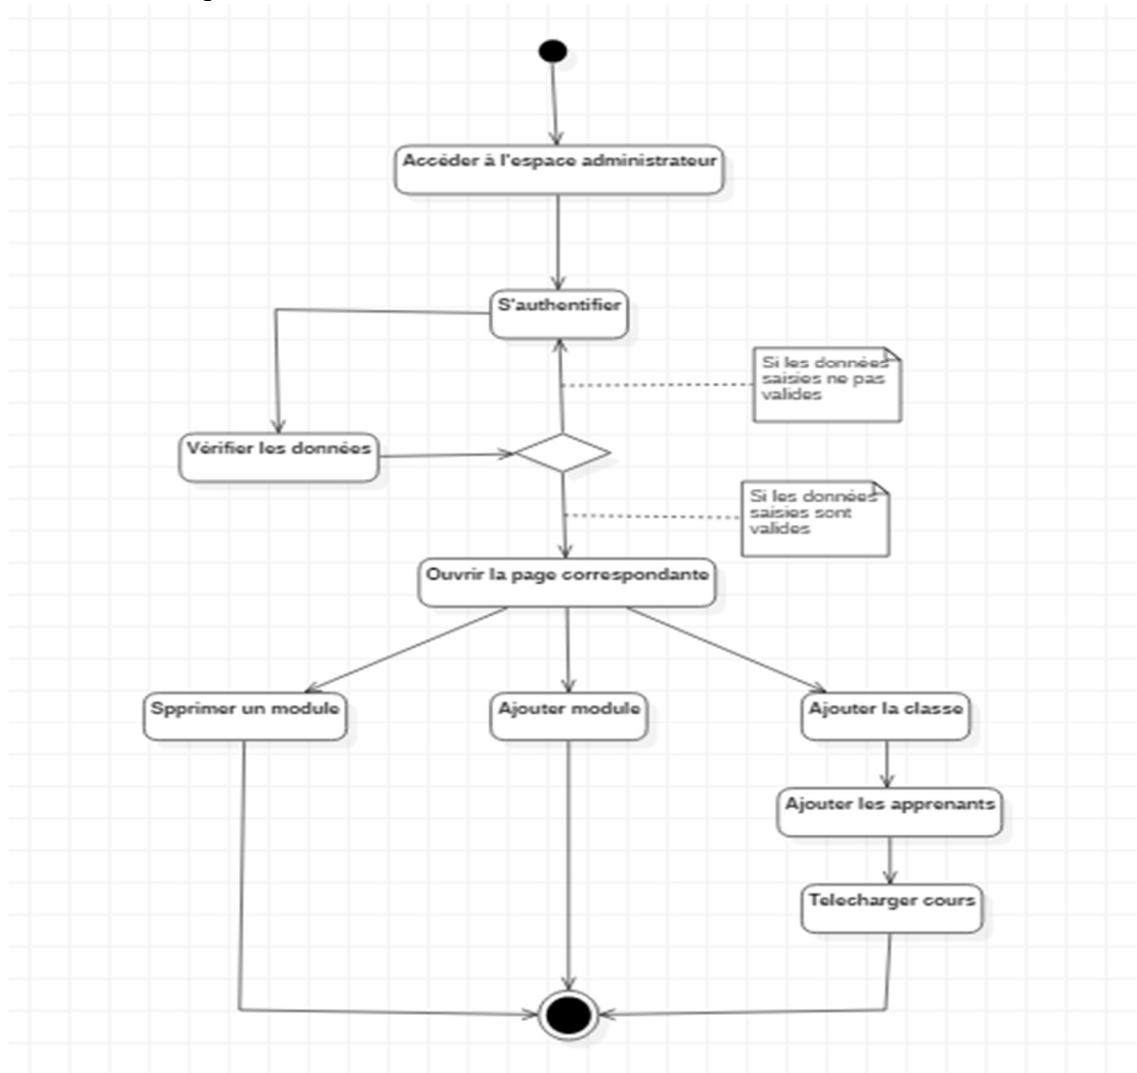 Accéder à l'espace administrateur
S'authentifier
Si les données
saisies ne pas
valides
Vérifier les données
Si les données
saisies sont
valides
Ouvrir la page correspondante
Spprimer un module
Ajouter module
Ajouter la classe
Ajouter les apprenants
Telecharger cours